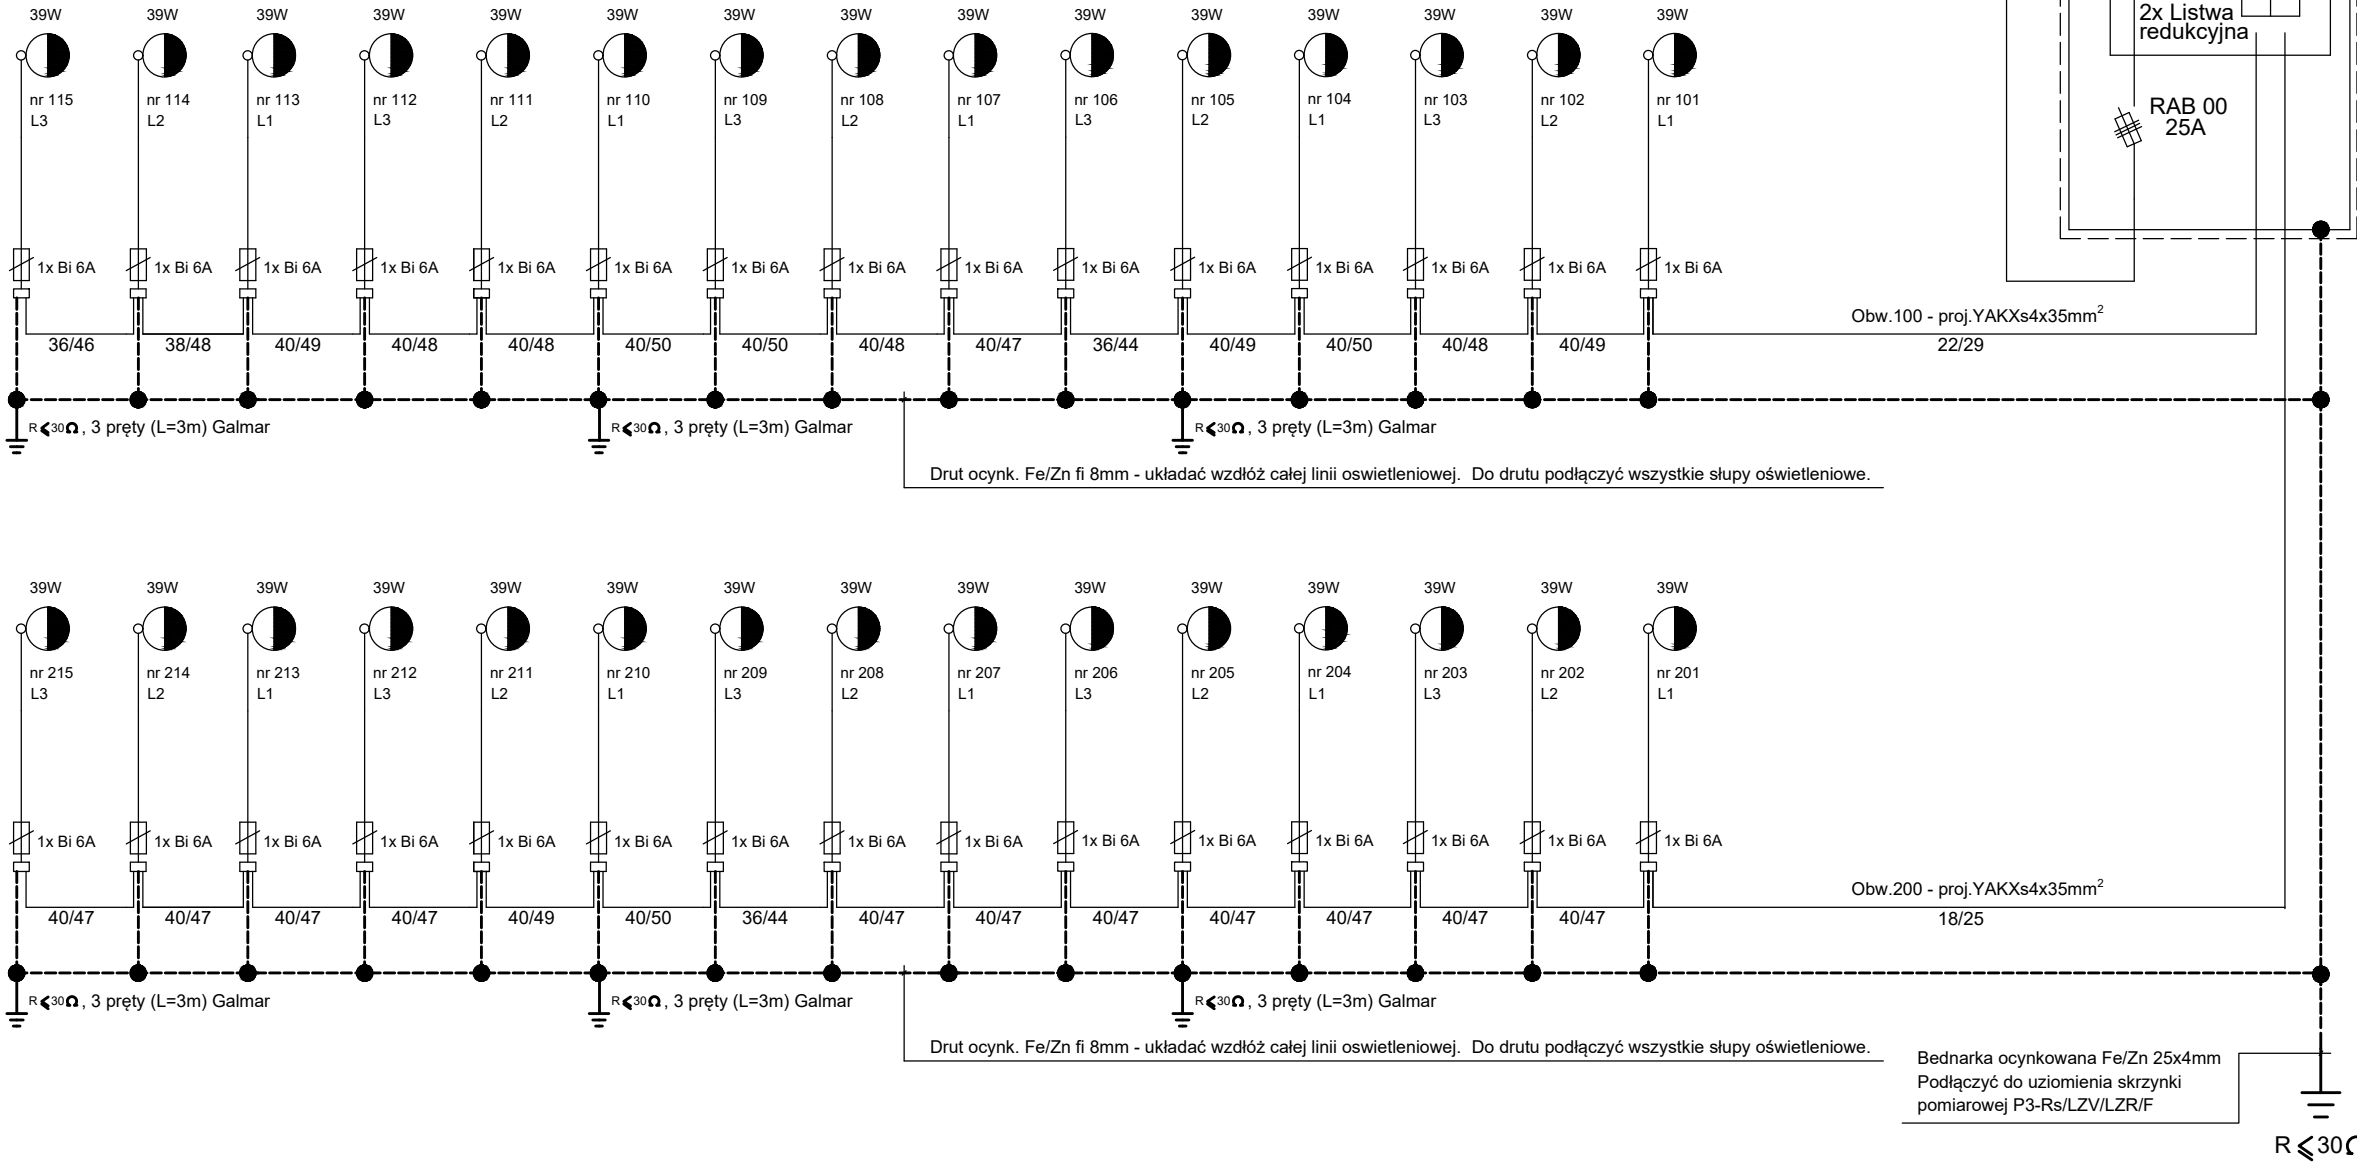 39W 39W 39W 39W 39W 39W 39W 39W 39W 39W 39W 39W 39W 39W 39W
2x Listwa
redukcyjna
nr 115 nr 114 nr 113 nr 112 nr 111 nr 110 nr 109 nr 108 nr 107 nr 106 nr 105 nr 104 nr 103 nr 102 nr 101
L3 L2 L1 L3 L2 L1 L3 L2 L1 L3 L2 L1 L3 L2 L1
RAB 00
25A
1x Bi 6A 1x Bi 6A 1x Bi 6A 1x Bi 6A 1x Bi 6A 1x Bi 6A 1x Bi 6A 1x Bi 6A 1x Bi 6A 1x Bi 6A 1x Bi 6A 1x Bi 6A 1x Bi 6A 1x Bi 6A 1x Bi 6A
Obw.100 - proj.YAKXs4x35mm²
36/46 38/48 40/49 40/48 40/48 40/50 40/50 40/48 40/47 36/44 40/49 40/50 40/48 40/49 22/29
R⩽30Ω, 3 pręty (L=3m) Galmar R⩽30Ω, 3 pręty (L=3m) Galmar R⩽30Ω, 3 pręty (L=3m) Galmar
Drut ocynk. Fe/Zn fi 8mm - układać wzdłóż całej linii oswietleniowej. Do drutu podłączyć wszystkie słupy oświetleniowe.
39W 39W 39W 39W 39W 39W 39W 39W 39W 39W 39W 39W 39W 39W 39W
nr 215 nr 214 nr 213 nr 212 nr 211 nr 210 nr 209 nr 208 nr 207 nr 206 nr 205 nr 204 nr 203 nr 202 nr 201
L3 L2 L1 L3 L2 L1 L3 L2 L1 L3 L2 L1 L3 L2 L1
1x Bi 6A 1x Bi 6A 1x Bi 6A 1x Bi 6A 1x Bi 6A 1x Bi 6A 1x Bi 6A 1x Bi 6A 1x Bi 6A 1x Bi 6A 1x Bi 6A 1x Bi 6A 1x Bi 6A 1x Bi 6A 1x Bi 6A
Obw.200 - proj.YAKXs4x35mm²
40/47 40/47 40/47 40/47 40/49 40/50 36/44 40/47 40/47 40/47 40/47 40/47 40/47 40/47 18/25
R⩽30Ω, 3 pręty (L=3m) Galmar R⩽30Ω, 3 pręty (L=3m) Galmar R⩽30Ω, 3 pręty (L=3m) Galmar
Drut ocynk. Fe/Zn fi 8mm - układać wzdłóż całej linii oswietleniowej. Do drutu podłączyć wszystkie słupy oświetleniowe.
Bednarka ocynkowana Fe/Zn 25x4mm
Podłączyć do uziomienia skrzynki
pomiarowej P3-Rs/LZV/LZR/F
R ⩽30Ω